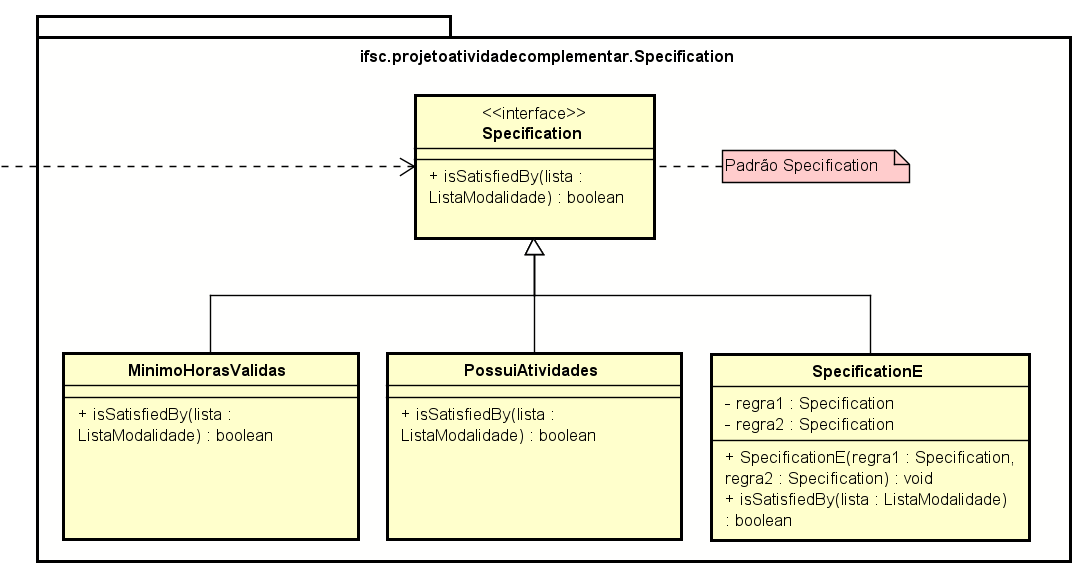 ifsc.projetoatividadecomplementar.Specification
<<interface>>
Specification
+ isSatisfiedBy(lista :
ListaModalidade) : boolean
Padrão Specification
MinimoHorasValidas
+ isSatisfiedBy(lista :
ListaModalidade) : boolean
PossuiAtividades
+ isSatisfiedBy(lista :
ListaModalidade) : boolean
SpecificationE
- regra1 : Specification
- regra2 : Specification
+ SpecificationE(regra1 : Specification,
regra2 : Specification) : void
+ isSatisfiedBy(lista : ListaModalidade)
: boolean